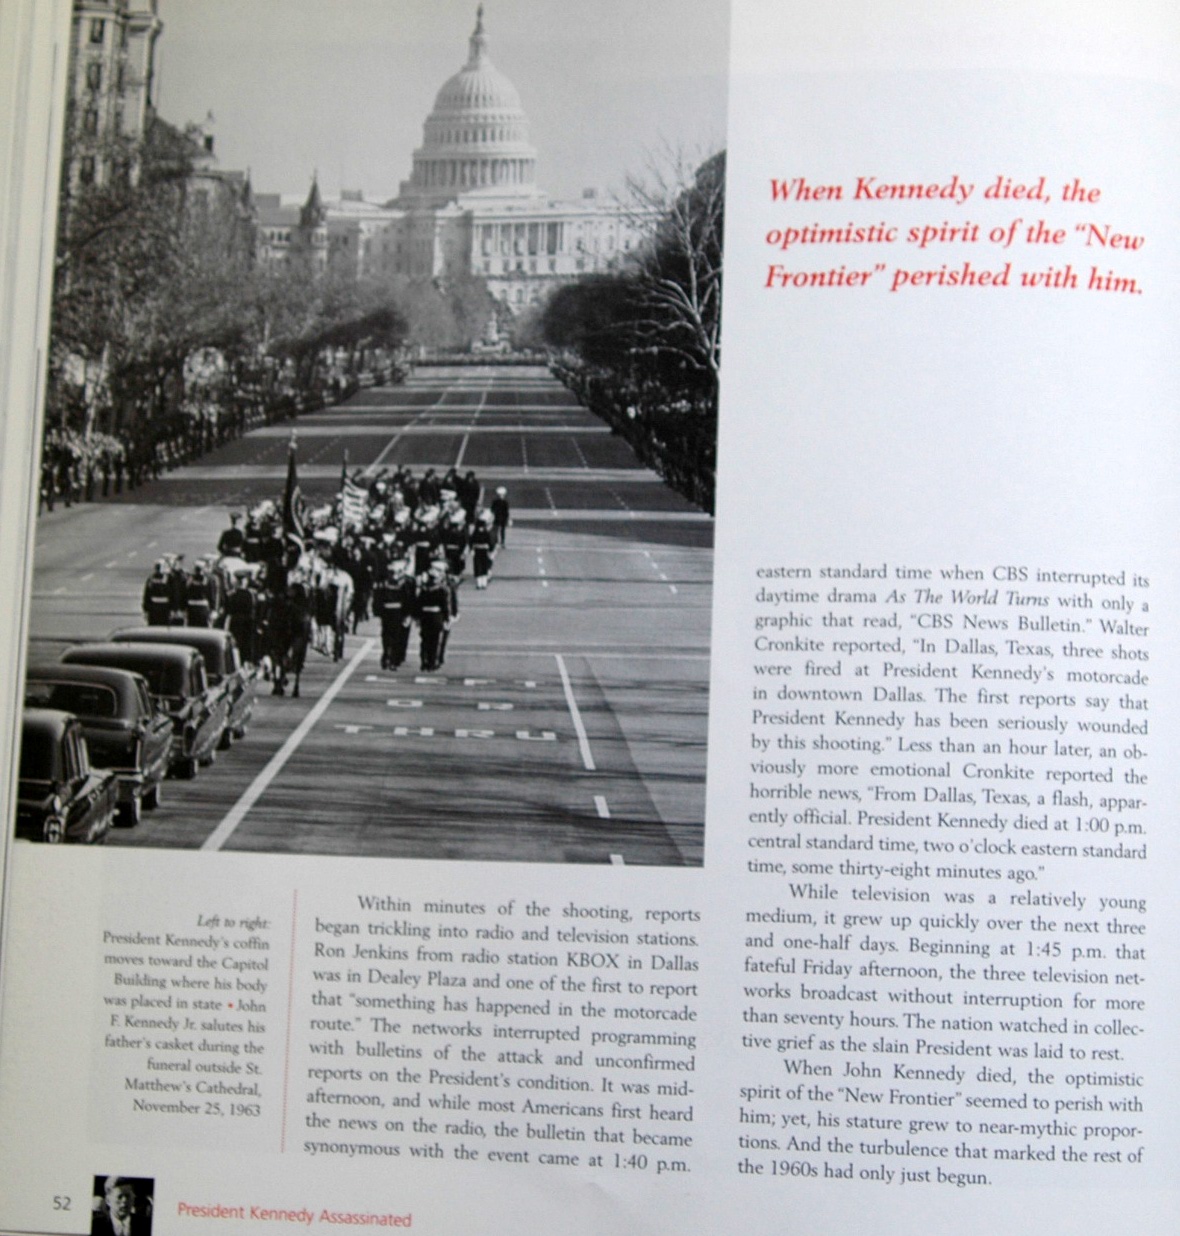 When Kennedy died, the
optimistic spirit of the “New
Frontier” perished with him.
LEFT
OR
THRU
Left to right:
President Kennedy’s coffin
moves toward the Capitol
Building where his body
was placed in state • John
F. Kennedy Jr. salutes his
father’s casket during the
funeral outside St.
Matthew’s Cathedral,
November 25, 1963
Within minutes of the shooting, reports
began trickling into radio and television stations.
Ron Jenkins from radio station KBOX in Dallas
was in Dealey Plaza and one of the first to report
that “something has happened in the motorcade
route.” The networks interrupted programming
with bulletins of the attack and unconfirmed
reports on the President’s condition. It was mid-
afternoon, and while most Americans first heard
the news on the radio, the bulletin that became
synonymous with the event came at 1:40 p.m.
eastern standard time when CBS interrupted its
daytime drama As The World Turns with only a
graphic that read, “CBS News Bulletin.” Walter
Cronkite reported, “In Dallas, Texas, three shots
were fired at President Kennedy’s motorcade
in downtown Dallas. The first reports say that
President Kennedy has been seriously wounded
by this shooting.” Less than an hour later, an ob-
viously more emotional Cronkite reported the
horrible news, “From Dallas, Texas, a flash, appar-
ently official. President Kennedy died at 1:00 p.m.
central standard time, two o’clock eastern standard
time, some thirty-eight minutes ago.”
While television was a relatively young
medium, it grew up quickly over the next three
and one-half days. Beginning at 1:45 p.m. that
fateful Friday afternoon, the three television net-
works broadcast without interruption for more
than seventy hours. The nation watched in collec-
tive grief as the slain President was laid to rest.
When John Kennedy died, the optimistic
spirit of the “New Frontier” seemed to perish with
him; yet, his stature grew to near-mythic propor-
tions. And the turbulence that marked the rest of
the 1960s had only just begun.
52
President Kennedy Assassinated